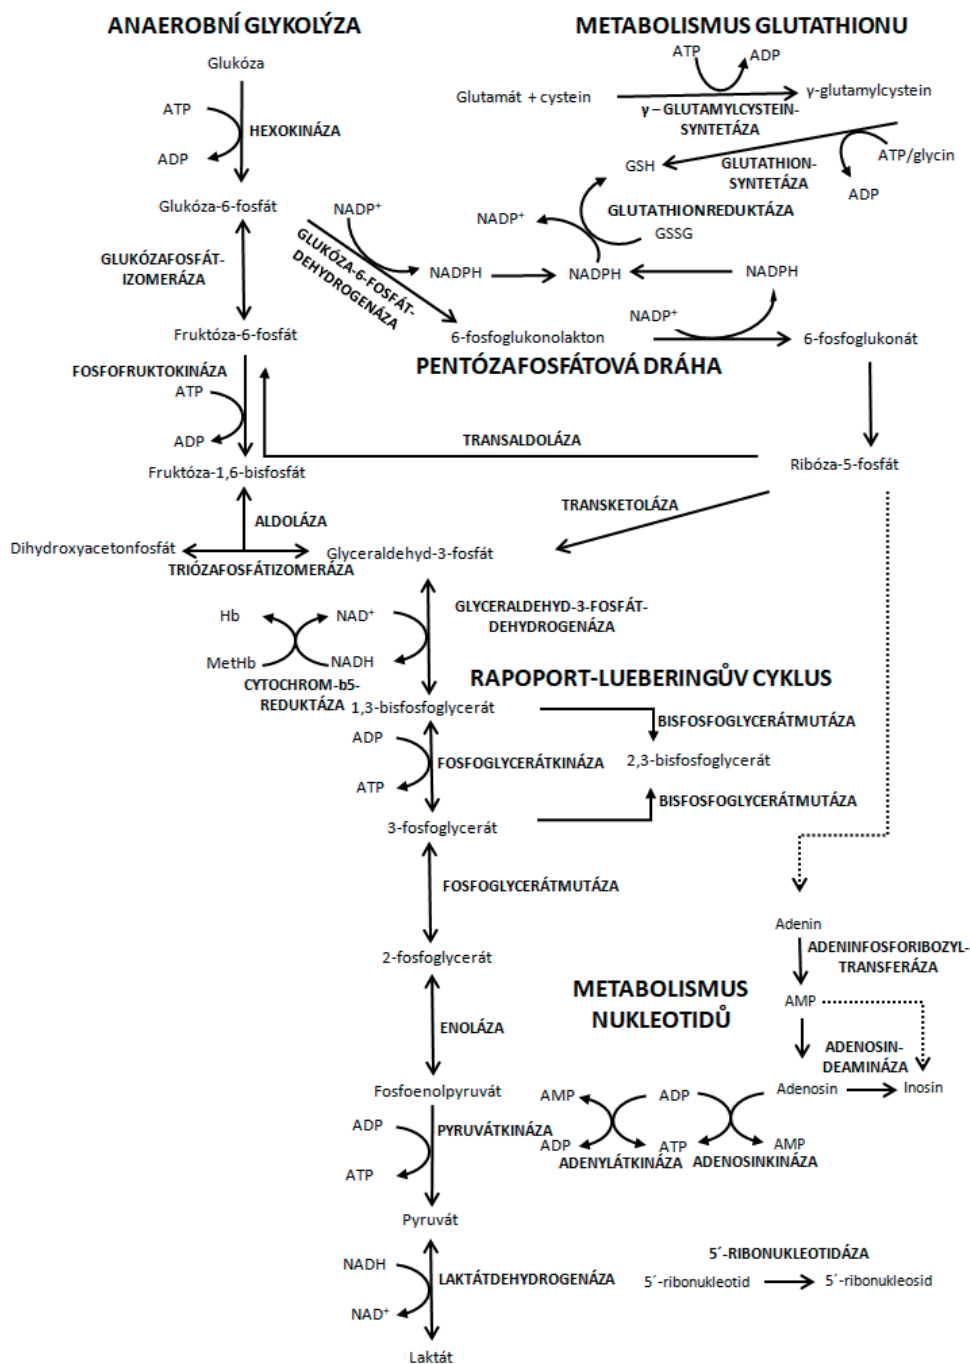 ANAEROBNÍ GLYKOLÝZA
METABOLISMUS GLUTATHIONU
Glukóza
ATP
HEXOKINÁZA
ADP
Glukóza-6-fosfát
ATP
ADP
Glutamát + cystein
γ-glutamylcystein
γ – GLUTAMYLCYSTEIN-
SYNTETÁZA
GSH
GLUTATHION-
SYNTETÁZA
ATP/glycin
ADP
NADP⁺
NADP⁺
GLUTATHIONREDUKTÁZA
GSSG
GLUKÓZAFOSFÁT-
IZOMERÁZA
GLUKÓZA-6-FOSFÁT-
DEHYDROGENÁZA
NADPH
NADPH
NADPH
Fruktóza-6-fosfát
6-fosfoglukonolakton
NADP⁺
6-fosfoglukonát
PENTÓZAFOSFÁTOVÁ DRÁHA
FOSFOFRUKTOKINÁZA
ATP
ADP
TRANSALDOLÁZA
Fruktóza-1,6-bisfosfát
Ribóza-5-fosfát
TRANSKETOLÁZA
ALDOLÁZA
Dihydroxyacetonfosfát
Glyceraldehyd-3-fosfát
TRIÓZAFOSFÁTIZOMERÁZA
Hb
NAD⁺
GLYCERALDEHYD-3-FOSFÁT-
DEHYDROGENÁZA
MetHb
NADH
CYTOCHROM-b5-
REDUKTÁZA
RAPOPORT-LUEBERINGŮV CYKLUS
1,3-bisfosfoglycerát
BISFOSFOGLYCERÁTMUTÁZA
ADP
FOSFOGLYCERÁTKINÁZA
2,3-bisfosfoglycerát
ATP
BISFOSFOGLYCERÁTMUTÁZA
3-fosfoglycerát
FOSFOGLYCERÁTMUTÁZA
2-fosfoglycerát
Adenin
ADENINFOSFORIBOZYL-
TRANSFERÁZA
METABOLISMUS
NUKLEOTIDŮ
AMP
ENOLÁZA
ADENOSIN-
DEAMINÁZA
Fosfoenolpyruvát
AMP
ADP
Adenosin
Inosin
ADP
PYRUVÁTKINÁZA
ATP
ADP
ATP
AMP
ADENYLÁTKINÁZA
ADENOSINKINÁZA
Pyruvát
NADH
LAKTÁTDEHYDROGENÁZA
NAD⁺
5´-RIBONUKLEOTIDÁZA
5´-ribonukleotid
5´-ribonukleosid
Laktát